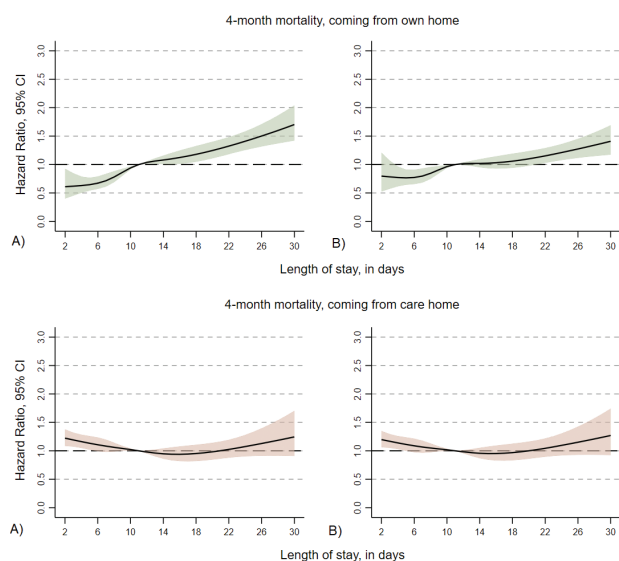 4-month mortality, coming from own home
Hazard Ratio, 95% CI
0.0 0.5 1.0 1.5 2.0 2.5 3.0
0.0 0.5 1.0 1.5 2.0 2.5 3.0
2 6 10 14 18 22 26 30
2 6 10 14 18 22 26 30
A)
B)
Length of stay, in days
4-month mortality, coming from care home
Hazard Ratio, 95% CI
0.0 0.5 1.0 1.5 2.0 2.5 3.0
0.0 0.5 1.0 1.5 2.0 2.5 3.0
2 6 10 14 18 22 26 30
2 6 10 14 18 22 26 30
A)
B)
Length of stay, in days